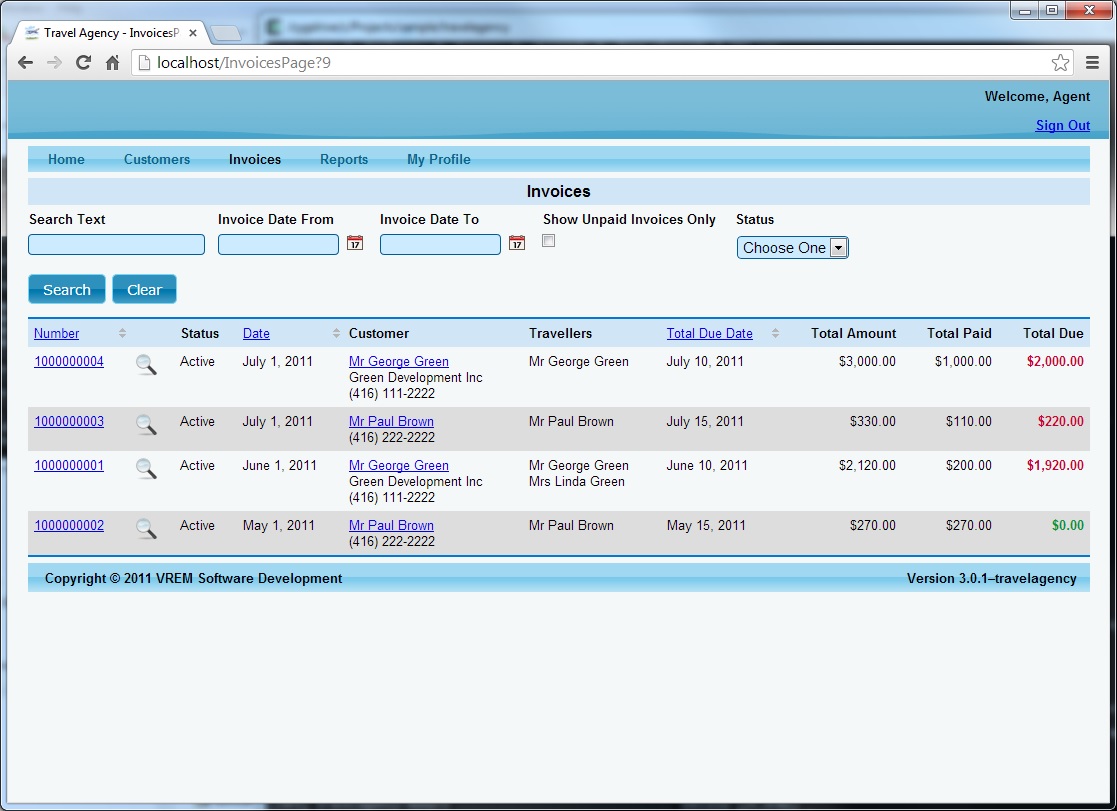 Travel Agency - InvoicesP
localhost/InvoicesPage?9
Welcome, Agent
Sign Out
Home Customers Invoices Reports My Profile
Invoices
Search Text Invoice Date From Invoice Date To Show Unpaid Invoices Only Status
17 17 Choose One
Search Clear
Number Status Date Customer Travellers Total Due Date Total Amount Total Paid Total Due
1000000004 Active July 1, 2011 Mr George Green Mr George Green July 10, 2011 $3,000.00 $1,000.00 $2,000.00
Green Development Inc
(416) 111-2222
1000000003 Active July 1, 2011 Mr Paul Brown Mr Paul Brown July 15, 2011 $330.00 $110.00 $220.00
(416) 222-2222
1000000001 Active June 1, 2011 Mr George Green Mr George Green June 10, 2011 $2,120.00 $200.00 $1,920.00
Green Development Inc Mrs Linda Green
(416) 111-2222
1000000002 Active May 1, 2011 Mr Paul Brown Mr Paul Brown May 15, 2011 $270.00 $270.00 $0.00
(416) 222-2222
Copyright © 2011 VREM Software Development Version 3.0.1–travelagency